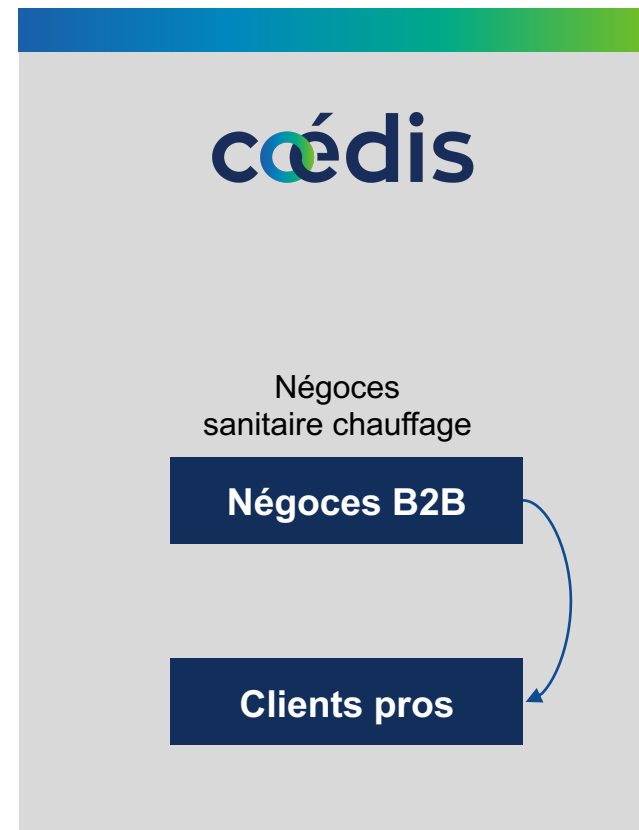 coédis
Négoces
sanitaire chauffage
Négoces B2B
Clients pros